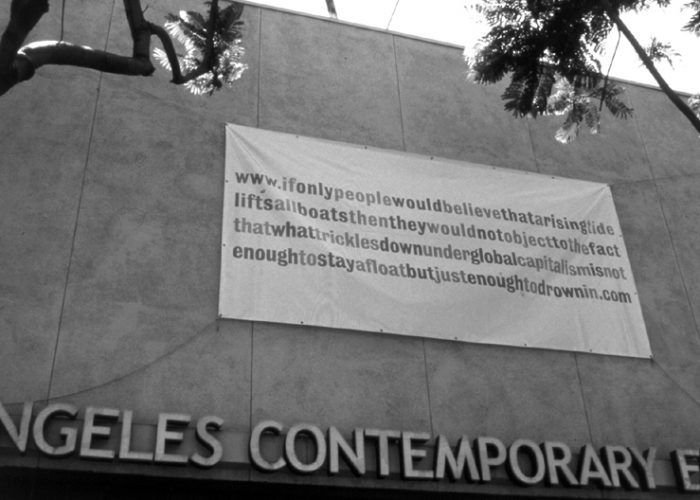 www.ifonlypeoplewouldbelievethatarisingtide
liftsallboatsthentheywouldnotobjecttothefact
thatwhattricklesdownunderglobalcapitalismisnot
enoughtostayafloatbutjustenoughtodrownin.com
NGELES CONTEMPORARY E